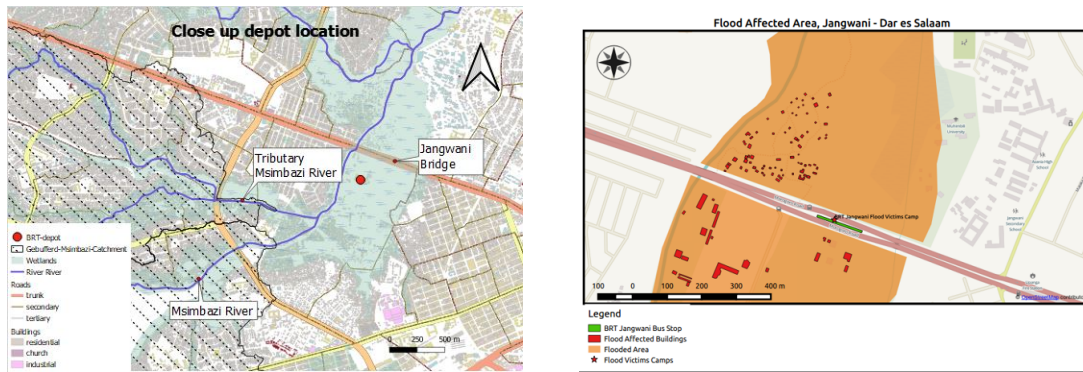 Close up depot location
Tributary
Msimbazi River
Jangwani
Bridge
Msimbazi River
BRT-depot
Gebufferd-Msimbazi-Catchment
Wetlands
River River
Roads
trunk
secondary
tertiary
Buildings
residential
church
industrial
0 250 500 m
Flood Affected Area, Jangwani - Dar es Salaam
BRT Jangwani Flood Victims Camp
Jangwani
Secondary
School
100 0 100 200 300 400 m
Legend
BRT Jangwani Bus Stop
Flood Affected Buildings
Flooded Area
Flood Victims Camps